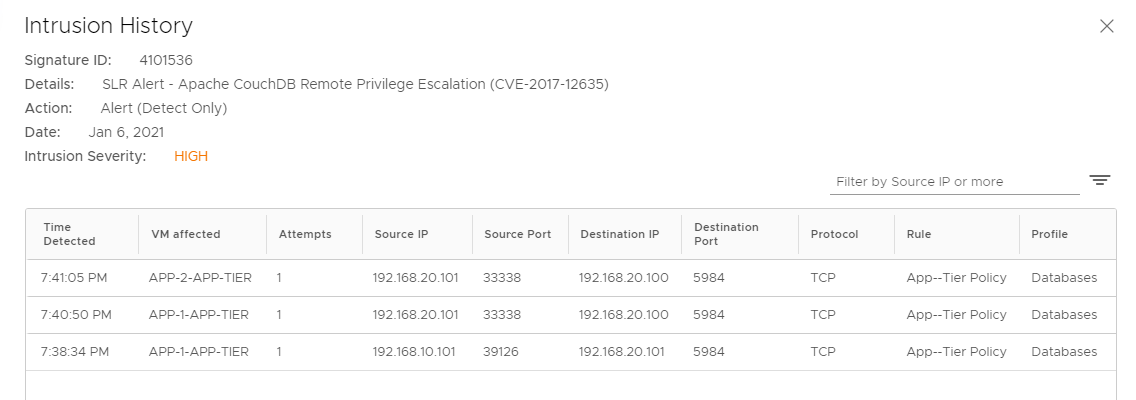 Intrusion History
Signature ID: 4101536
Details: SLR Alert - Apache CouchDB Remote Privilege Escalation (CVE-2017-12635)
Action: Alert (Detect Only)
Date: Jan 6, 2021
Intrusion Severity: HIGH
Filter by Source IP or more
Time Detected VM affected Attempts Source IP Source Port Destination IP Destination Port Protocol Rule Profile
7:41:05 PM APP-2-APP-TIER 1 192.168.20.101 33338 192.168.20.100 5984 TCP App--Tier Policy Databases
7:40:50 PM APP-1-APP-TIER 1 192.168.20.101 33338 192.168.20.100 5984 TCP App--Tier Policy Databases
7:38:34 PM APP-1-APP-TIER 1 192.168.10.101 39126 192.168.20.101 5984 TCP App--Tier Policy Databases